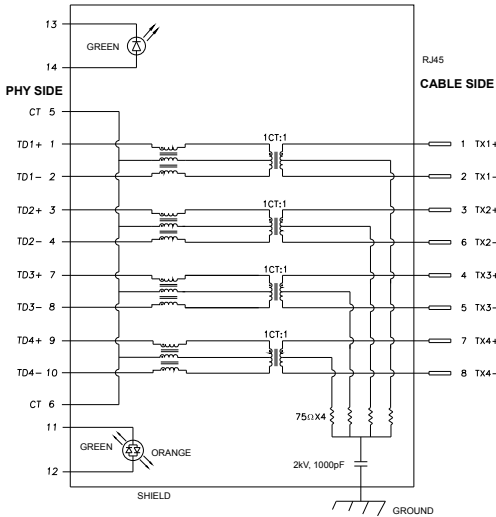 13
GREEN
14
RJ45
PHY SIDE
CABLE SIDE
CT 5
1CT:1
TD1+ 1
1 TX1+
TD1- 2
2 TX1-
1CT:1
TD2+ 3
3 TX2+
TD2- 4
6 TX2-
1CT:1
TD3+ 7
4 TX3+
TD3- 8
5 TX3-
1CT:1
TD4+ 9
7 TX4+
TD4- 10
8 TX4-
CT 6
75ΩX4
11
GREEN
ORANGE
12
2kV, 1000pF
SHIELD
GROUND